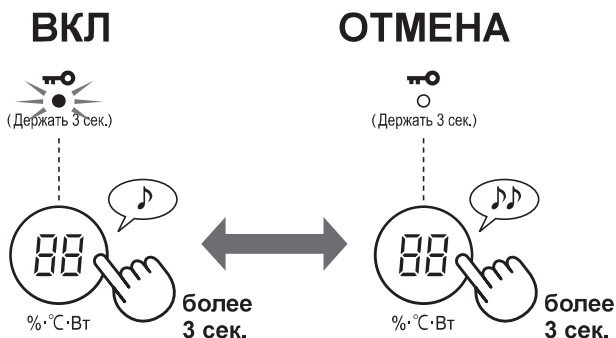 ВКЛ
(Держать 3 сек.)
88
%·°C·Вт
более
3 сек.
ОТМЕНА
(Держать 3 сек.)
88
%·°C·Вт
более
3 сек.